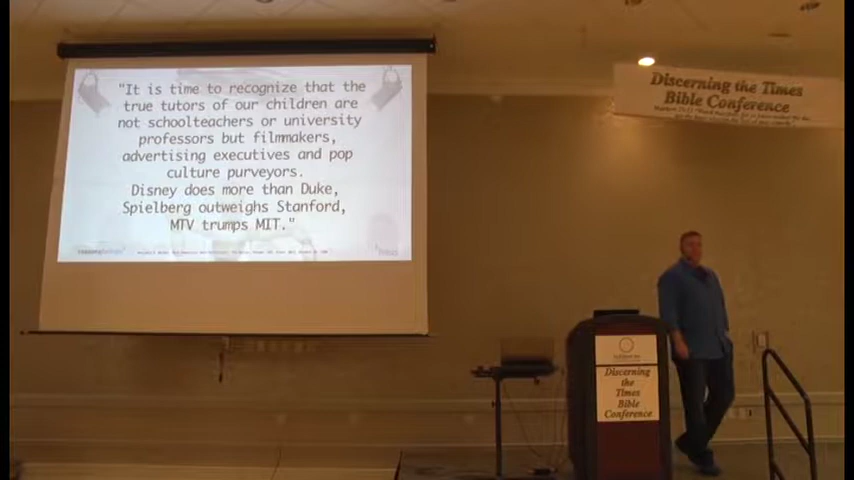 "It is time to recognize that the
true tutors of our children are
not schoolteachers or university
professors but filmmakers,
advertising executives and pop
culture purveyors.
Disney does more than Duke,
Spielberg outweighs Stanford,
MTV trumps MIT."
Discerning the Times
Bible Conference
Discerning
the
Times
Bible
Conference